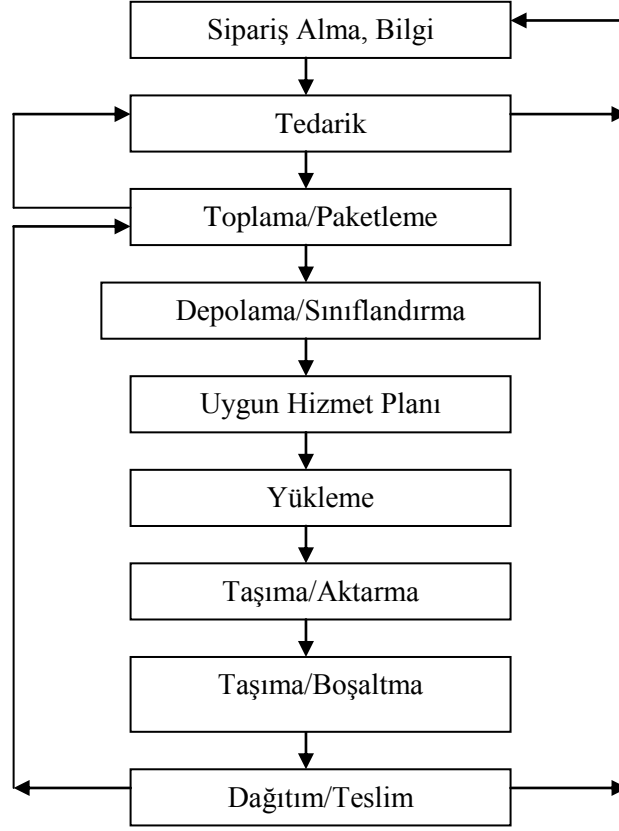 Sipariş Alma, Bilgi
Tedarik
Toplama/Paketleme
Depolama/Sınıflandırma
Uygun Hizmet Planı
Yükleme
Taşıma/Aktarma
Taşıma/Boşaltma
Dağıtım/Teslim